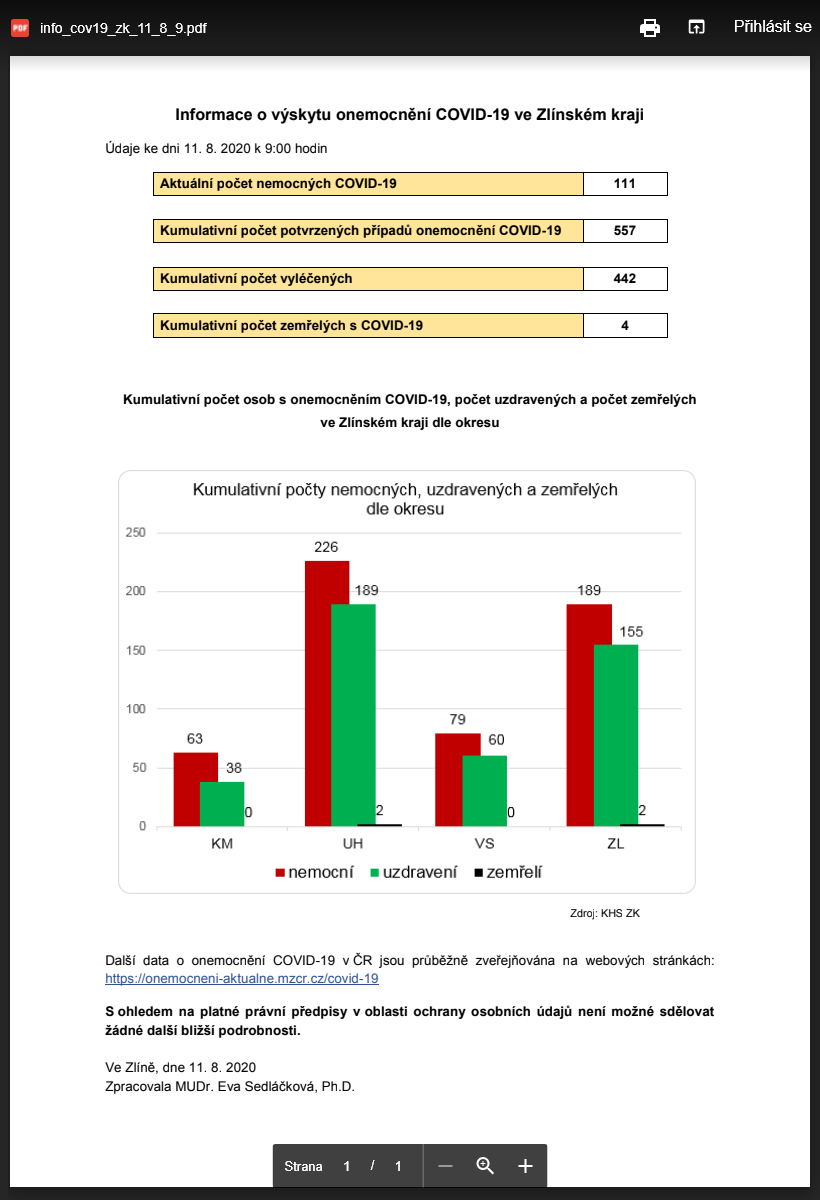 PDF info_cov19_zk_11_8_9.pdf Přihlásit se
Informace o výskytu onemocnění COVID-19 ve Zlínském kraji
Údaje ke dni 11. 8. 2020 k 9:00 hodin
Aktuální počet nemocných COVID-19 111
Kumulativní počet potvrzených případů onemocnění COVID-19 557
Kumulativní počet vyléčených 442
Kumulativní počet zemřelých s COVID-19 4
Kumulativní počet osob s onemocněním COVID-19, počet uzdravených a počet zemřelých
ve Zlínském kraji dle okresu
Kumulativní počty nemocných, uzdravených a zemřelých
dle okresu
250
226
200
189
189
155
150
100
79
63
60
50
38
0
2
0
2
0
KM UH VS ZL
nemocní uzdravení zemřelí
Zdroj: KHS ZK
Další data o onemocnění COVID-19 v ČR jsou průběžně zveřejňována na webových stránkách:
https://onemocneni-aktualne.mzcr.cz/covid-19
S ohledem na platné právní předpisy v oblasti ochrany osobních údajů není možné sdělovat
žádné další bližší podrobnosti.
Ve Zlíně, dne 11. 8. 2020
Zpracovala MUDr. Eva Sedláčková, Ph.D.
Strana 1 / 1